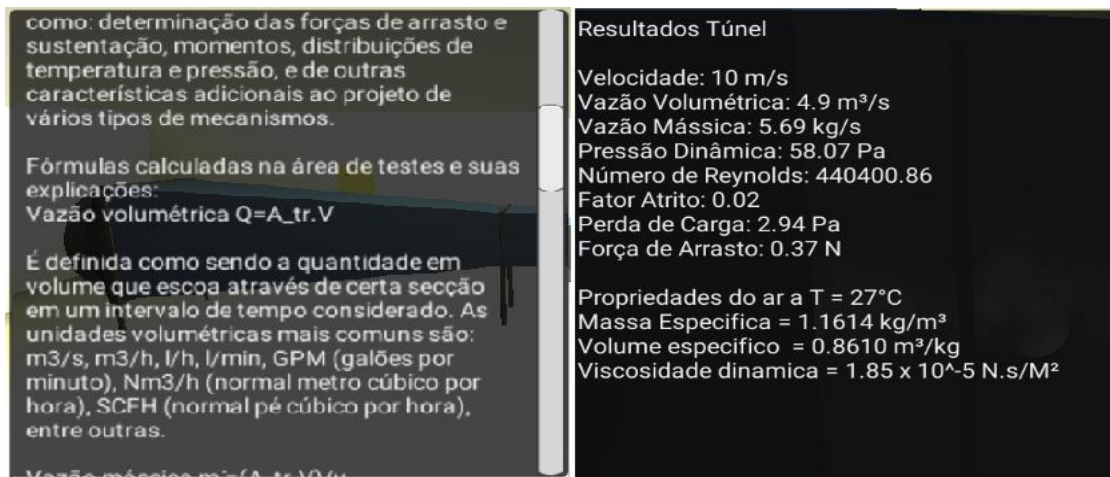 como: determinação das forças de arrasto e
sustentação, momentos, distribuições de
temperatura e pressão, e de outras
características adicionais ao projeto de
vários tipos de mecanismos.
Fórmulas calculadas na área de testes e suas
explicações:
Vazão volumétrica Q=A_tr.V
É definida como sendo a quantidade em
volume que escoa através de certa secção
em um intervalo de tempo considerado. As
unidades volumétricas mais comuns são:
m3/s, m3/h, l/h, l/min, GPM (galões por
minuto), Nm3/h (normal metro cúbico por
hora), SCFH (normal pé cúbico por hora),
entre outras.
Resultados Túnel
Velocidade: 10 m/s
Vazão Volumétrica: 4.9 m³/s
Vazão Mássica: 5.69 kg/s
Pressão Dinâmica: 58.07 Pa
Número de Reynolds: 440400.86
Fator Atrito: 0.02
Perda de Carga: 2.94 Pa
Força de Arrasto: 0.37 N
Propriedades do ar a T = 27°C
Massa Especifica = 1.1614 kg/m³
Volume especifico = 0.8610 m³/kg
Viscosidade dinamica = 1.85 x 10^-5 N.s/M²